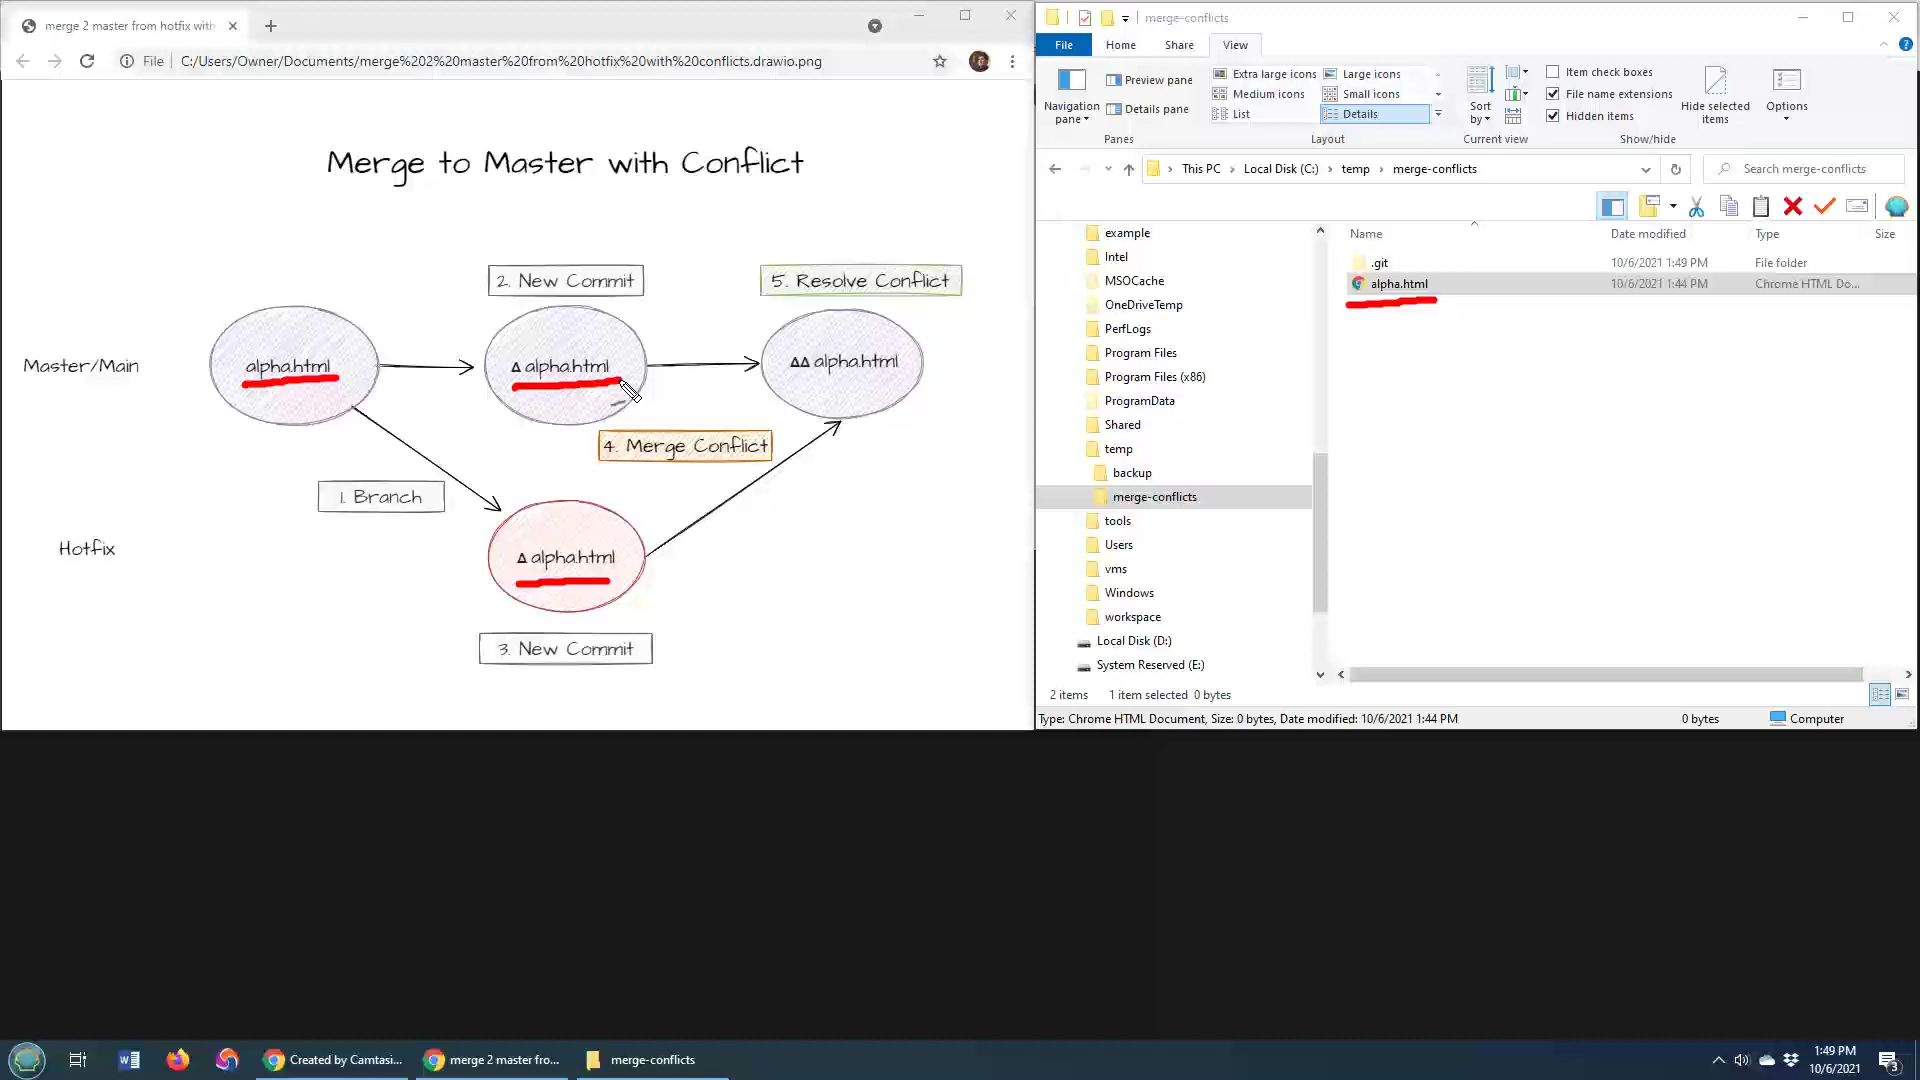 merge 2 master from hotfix with
File
C:/Users/Owner/Documents/merge%202%20master%20from%20hotfix%20with%20conflicts.drawio.png
Merge to Master with Conflict
2. New Commit
5. Resolve Conflict
Master/Main
alpha.html
Δ alpha.html
ΔΔ alpha.html
4. Merge Conflict
1. Branch
Hotfix
Δ alpha.html
3. New Commit
merge-conflicts
File
Home
Share
View
Navigation pane
Preview pane
Details pane
Panes
Extra large icons
Large icons
Medium icons
Small icons
List
Details
Layout
Sort by
Current view
Item check boxes
File name extensions
Hidden items
Hide selected items
Show/hide
Options
This PC
Local Disk (C:)
temp
merge-conflicts
Search merge-conflicts
example
Intel
MSOCache
OneDriveTemp
PerfLogs
Program Files
Program Files (x86)
ProgramData
Shared
temp
backup
merge-conflicts
tools
Users
vms
Windows
workspace
Local Disk (D:)
System Reserved (E:)
Name
Date modified
Type
Size
.git
10/6/2021 1:49 PM
File folder
alpha.html
10/6/2021 1:44 PM
Chrome HTML Do...
2 items
1 item selected 0 bytes
Type: Chrome HTML Document, Size: 0 bytes, Date modified: 10/6/2021 1:44 PM
0 bytes
Computer
Created by Camtasi...
merge 2 master fro...
merge-conflicts
1:49 PM
10/6/2021
3